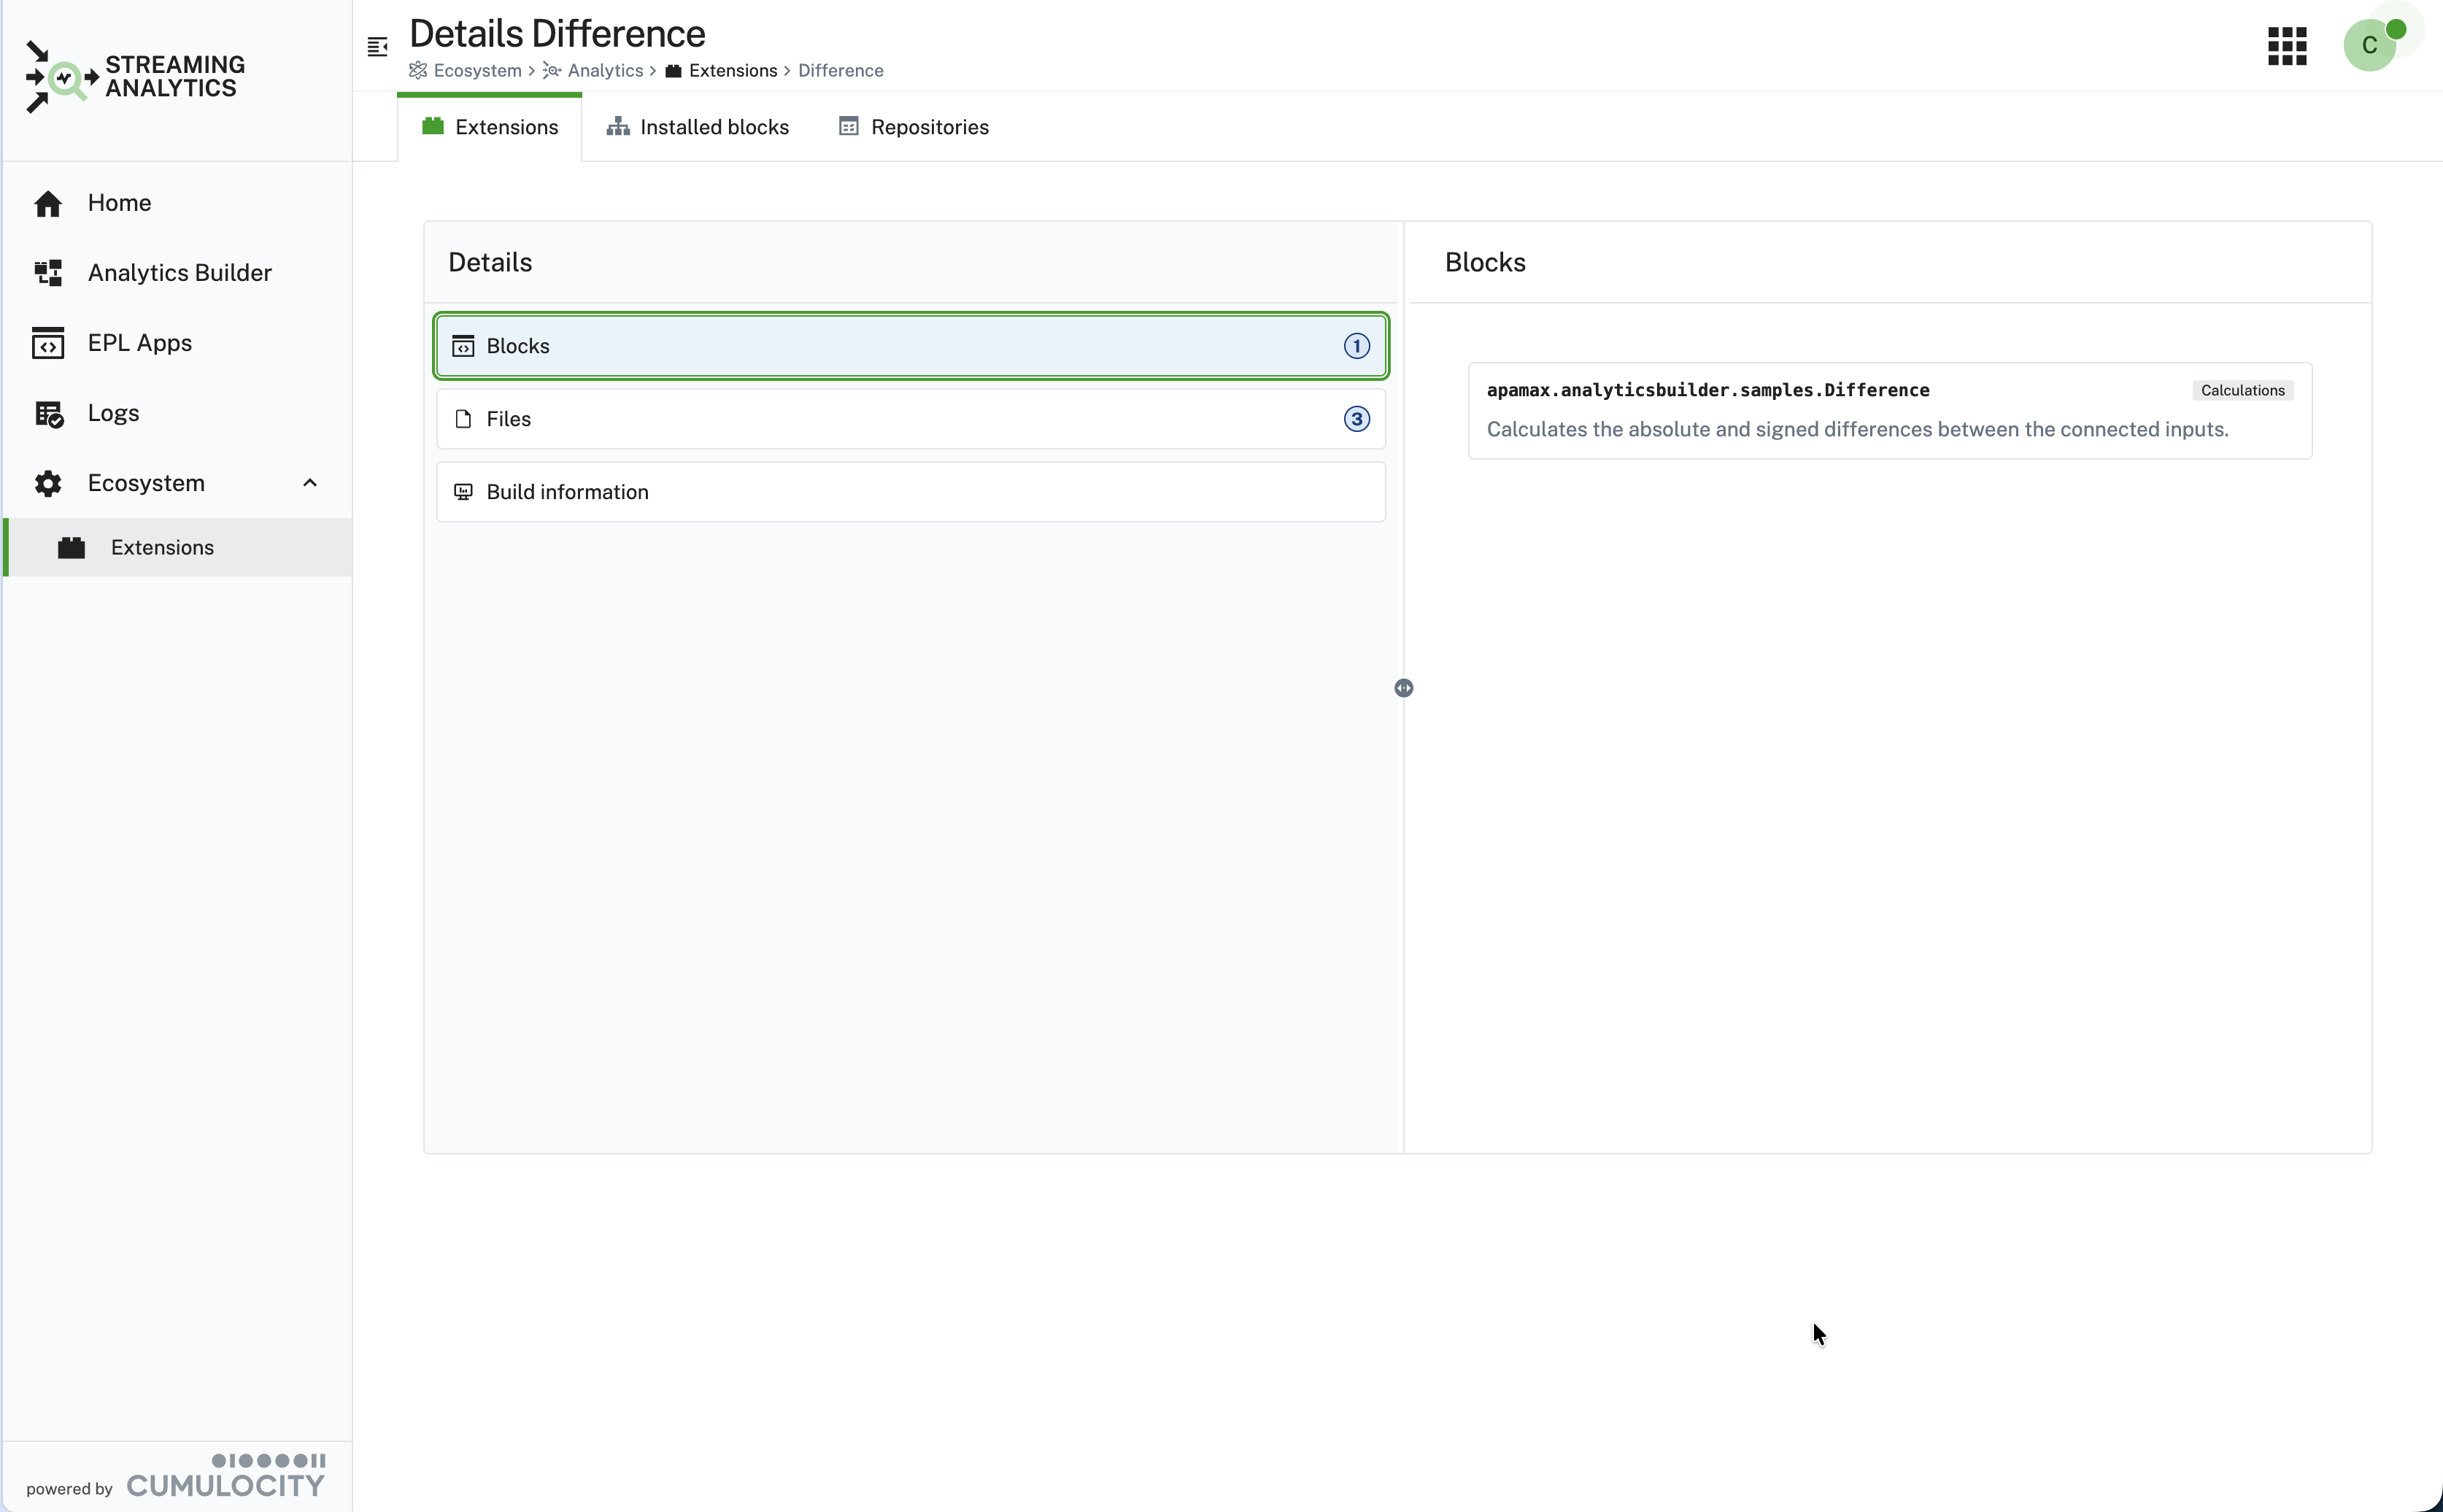 STREAMING
ANALYTICS
Details Difference
Ecosystem > Analytics > Extensions > Difference
C
Extensions
Installed blocks
Repositories
Home
Analytics Builder
EPL Apps
Logs
Ecosystem
Extensions
Details
Blocks
1
Files
3
Build information
Blocks
apamax.analyticsbuilder.samples.Difference
Calculations
Calculates the absolute and signed differences between the connected inputs.
powered by CUMULOCITY